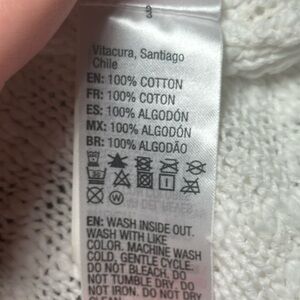 Vitacura, Santiago
Chile
EN: 100% COTTON
FR: 100% COTON
ES: 100% ALGODÓN
MX: 100% ALGODÓN
BR: 100% ALGODÃO
30
W
EN: WASH INSIDE OUT.
WASH WITH LIKE
COLOR. MACHINE WASH
COLD, GENTLE CYCLE.
DO NOT BLEACH. DO
NOT TUMBLE DRY. DO
NOT IRON. DO NOT DRY